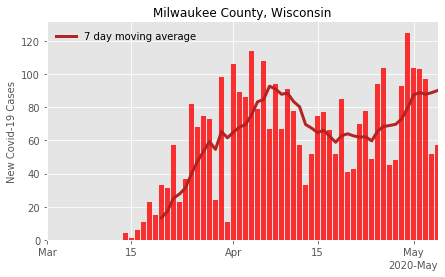 Milwaukee County, Wisconsin
7 day moving average
New Covid-19 Cases
120
100
80
60
40
20
0
Mar
15
Apr
15
May
2020-May